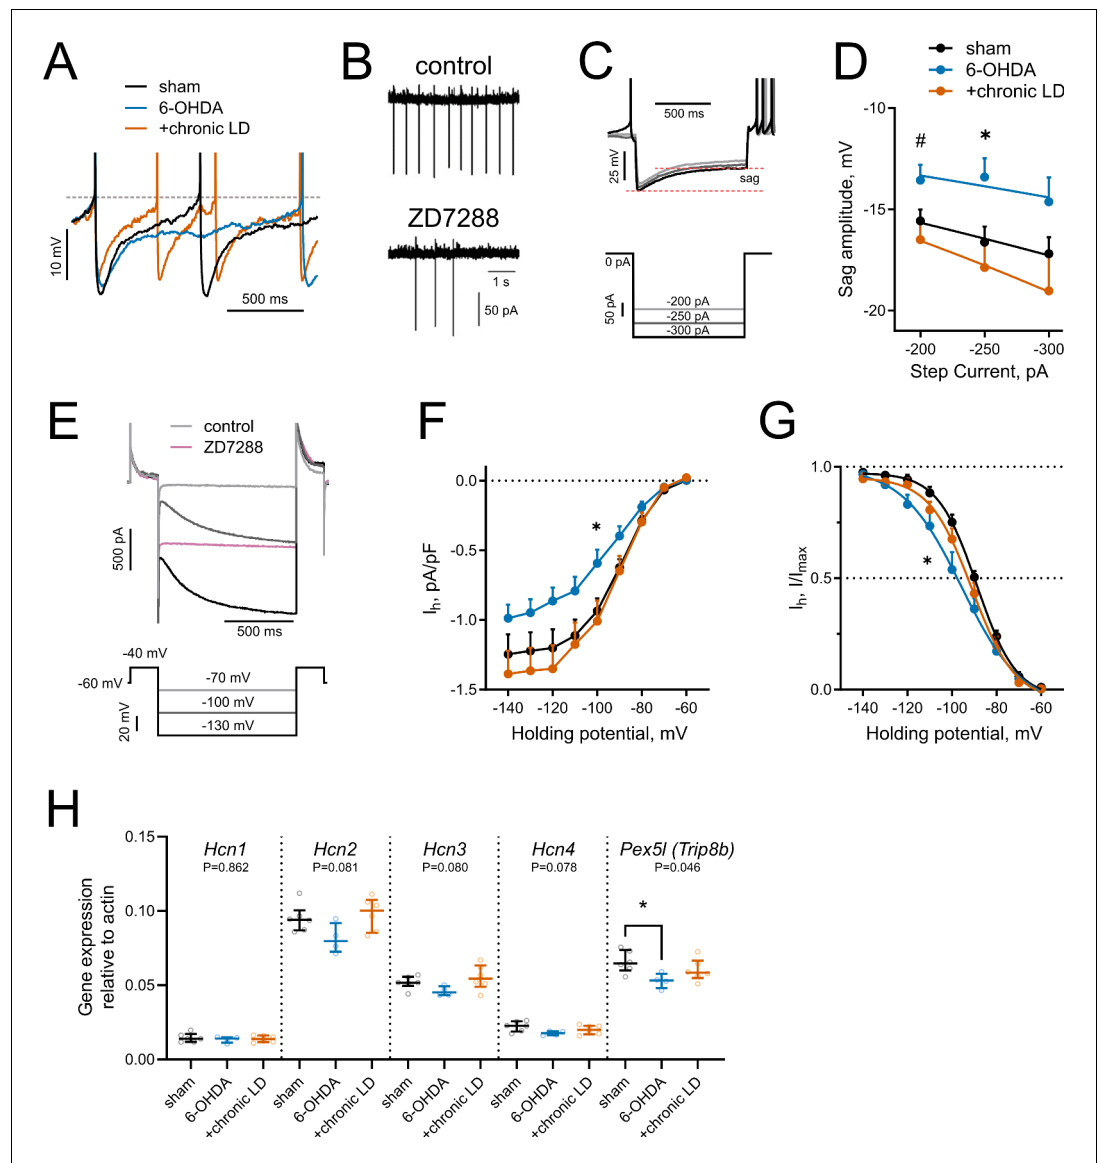 A
sham
6-OHDA
+chronic LD
10 mV
500 ms
B
control
ZD7288
1 s
50 pA
C
500 ms
25 mV
sag
0 pA
50 pA
-200 pA
-250 pA
-300 pA
D
sham
6-OHDA
+chronic LD
-10
-15
-20
Sag amplitude, mV
#
*
-200
-250
-300
Step Current, pA
E
control
ZD7288
500 pA
500 ms
-40 mV
-60 mV
-70 mV
-100 mV
-130 mV
20 mV
F
0.0
-0.5
-1.0
-1.5
Ih, pA/pF
*
-140
-120
-100
-80
-60
Holding potential, mV
G
1.0
0.5
0.0
Ih, I/Imax
*
-140
-120
-100
-80
-60
Holding potential, mV
H
0.15
0.10
0.05
0.00
Gene expression
relative to actin
Hcn1
P=0.862
Hcn2
P=0.081
Hcn3
P=0.080
Hcn4
P=0.078
Pex5l (Trip8b)
P=0.046
*
sham
6-OHDA
+chronic LD
sham
6-OHDA
+chronic LD
sham
6-OHDA
+chronic LD
sham
6-OHDA
+chronic LD
sham
6-OHDA
+chronic LD